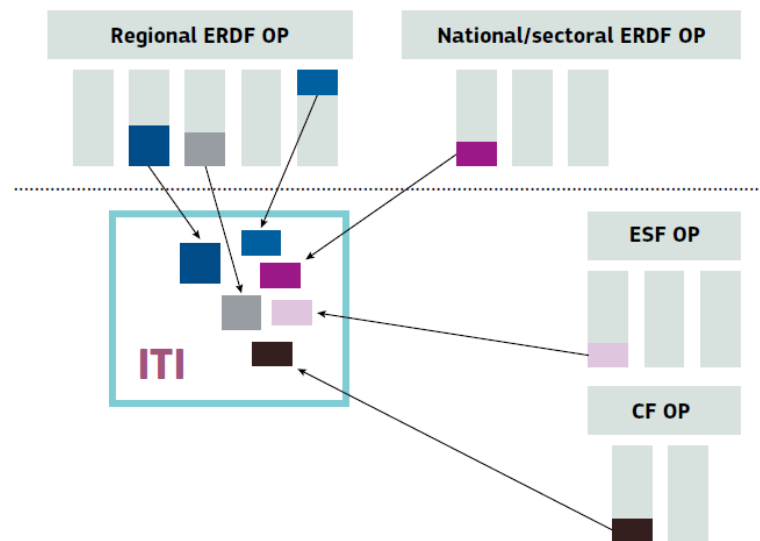 Regional ERDF OP
National/sectoral ERDF OP
ESF OP
ITI
CF OP